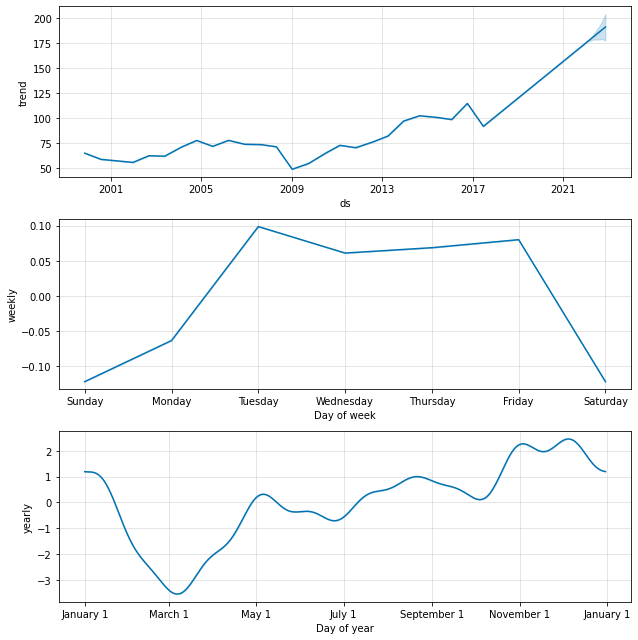 200
175
150
125
100
75
50
trend
2001 2005 2009 2013 2017 2021
ds
0.10
0.05
0.00
−0.05
−0.10
weekly
Sunday Monday Tuesday Wednesday Thursday Friday Saturday
Day of week
2
1
0
−1
−2
−3
yearly
January 1 March 1 May 1 July 1 September 1 November 1 January 1
Day of year